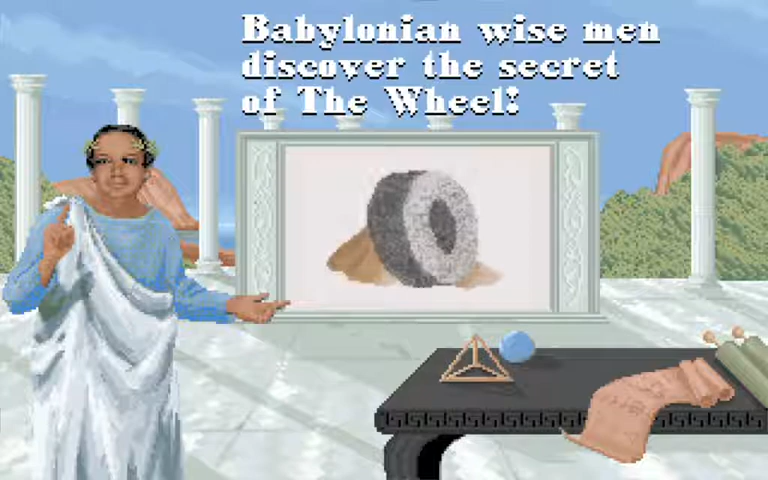 Babylonian wise men
discover the secret
of The Wheel!